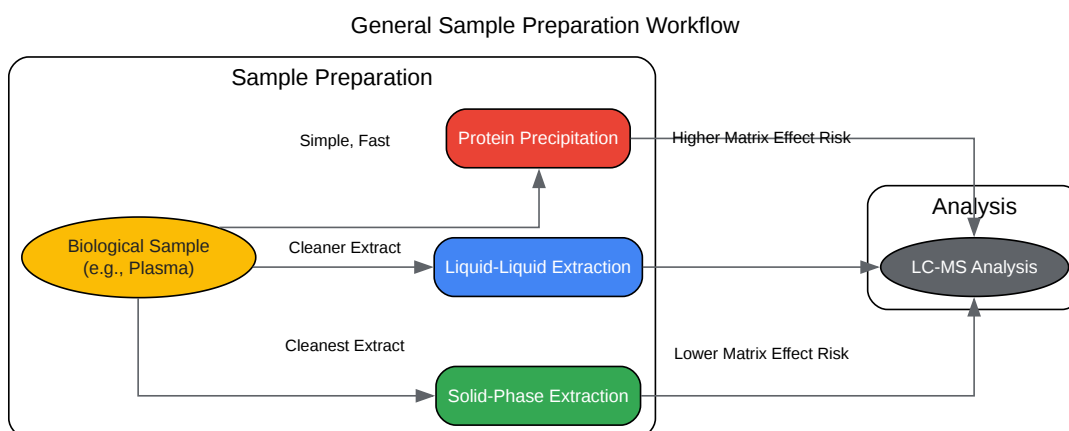 General Sample Preparation Workflow
Sample Preparation
Simple, Fast
Protein Precipitation
Higher Matrix Effect Risk
Biological Sample
(e.g., Plasma)
Cleaner Extract
Liquid-Liquid Extraction
Analysis
LC-MS Analysis
Cleanest Extract
Solid-Phase Extraction
Lower Matrix Effect Risk